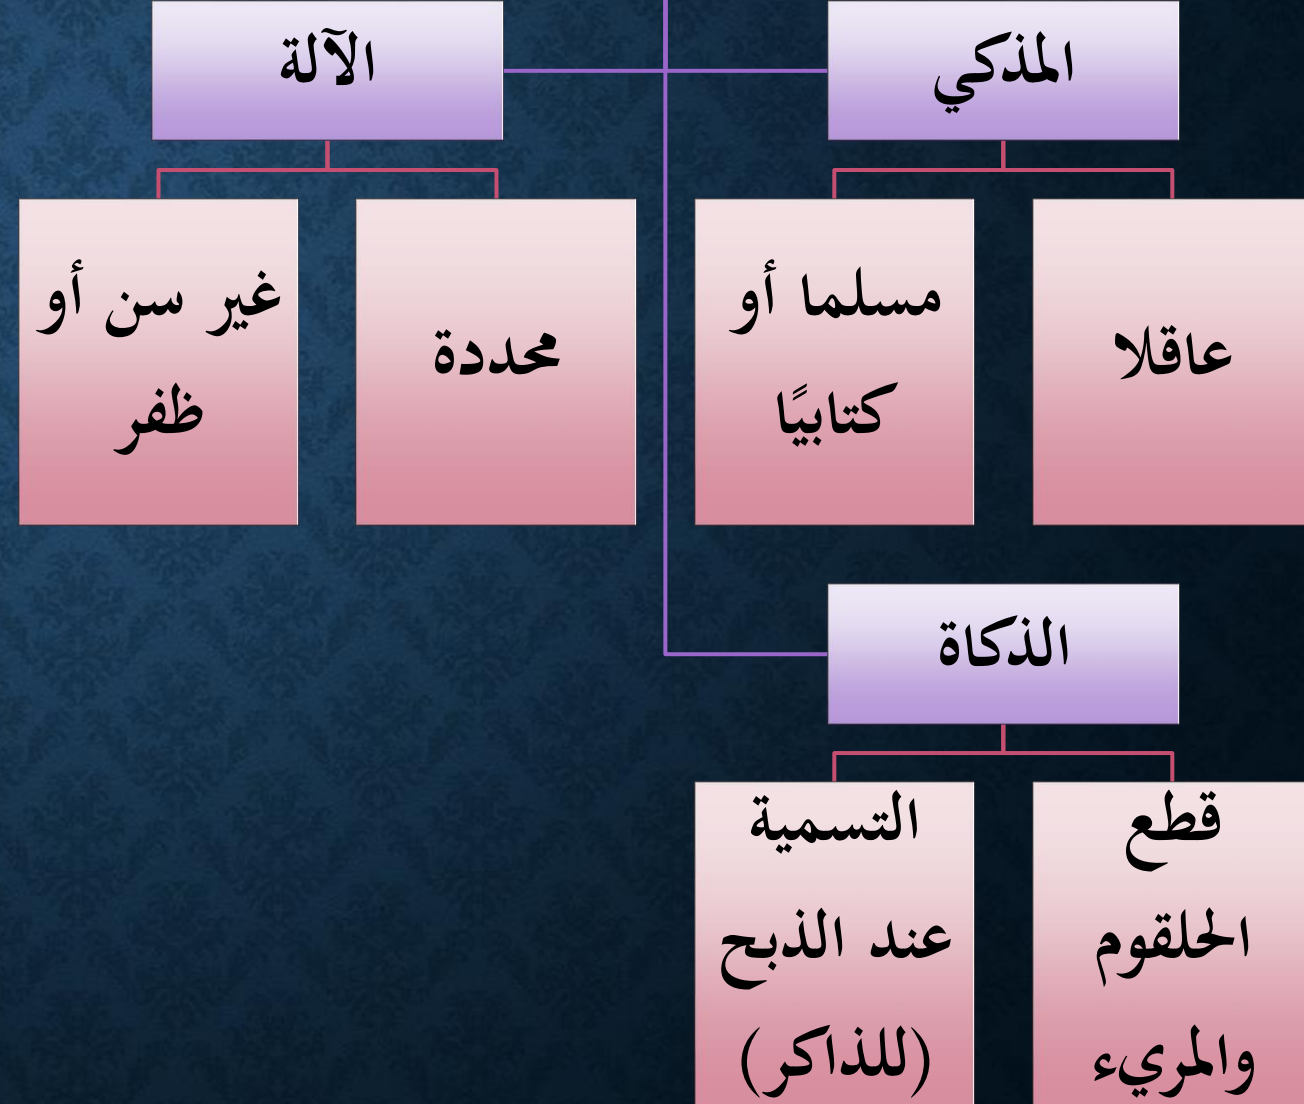 المذكي
عاقلا
مسلما أو
كتابيًا
الآلة
محددة
غير سن أو
ظفر
الذكاة
قطع
الحلقوم
والمريء
التسمية
عند الذبح
(للذاكر)